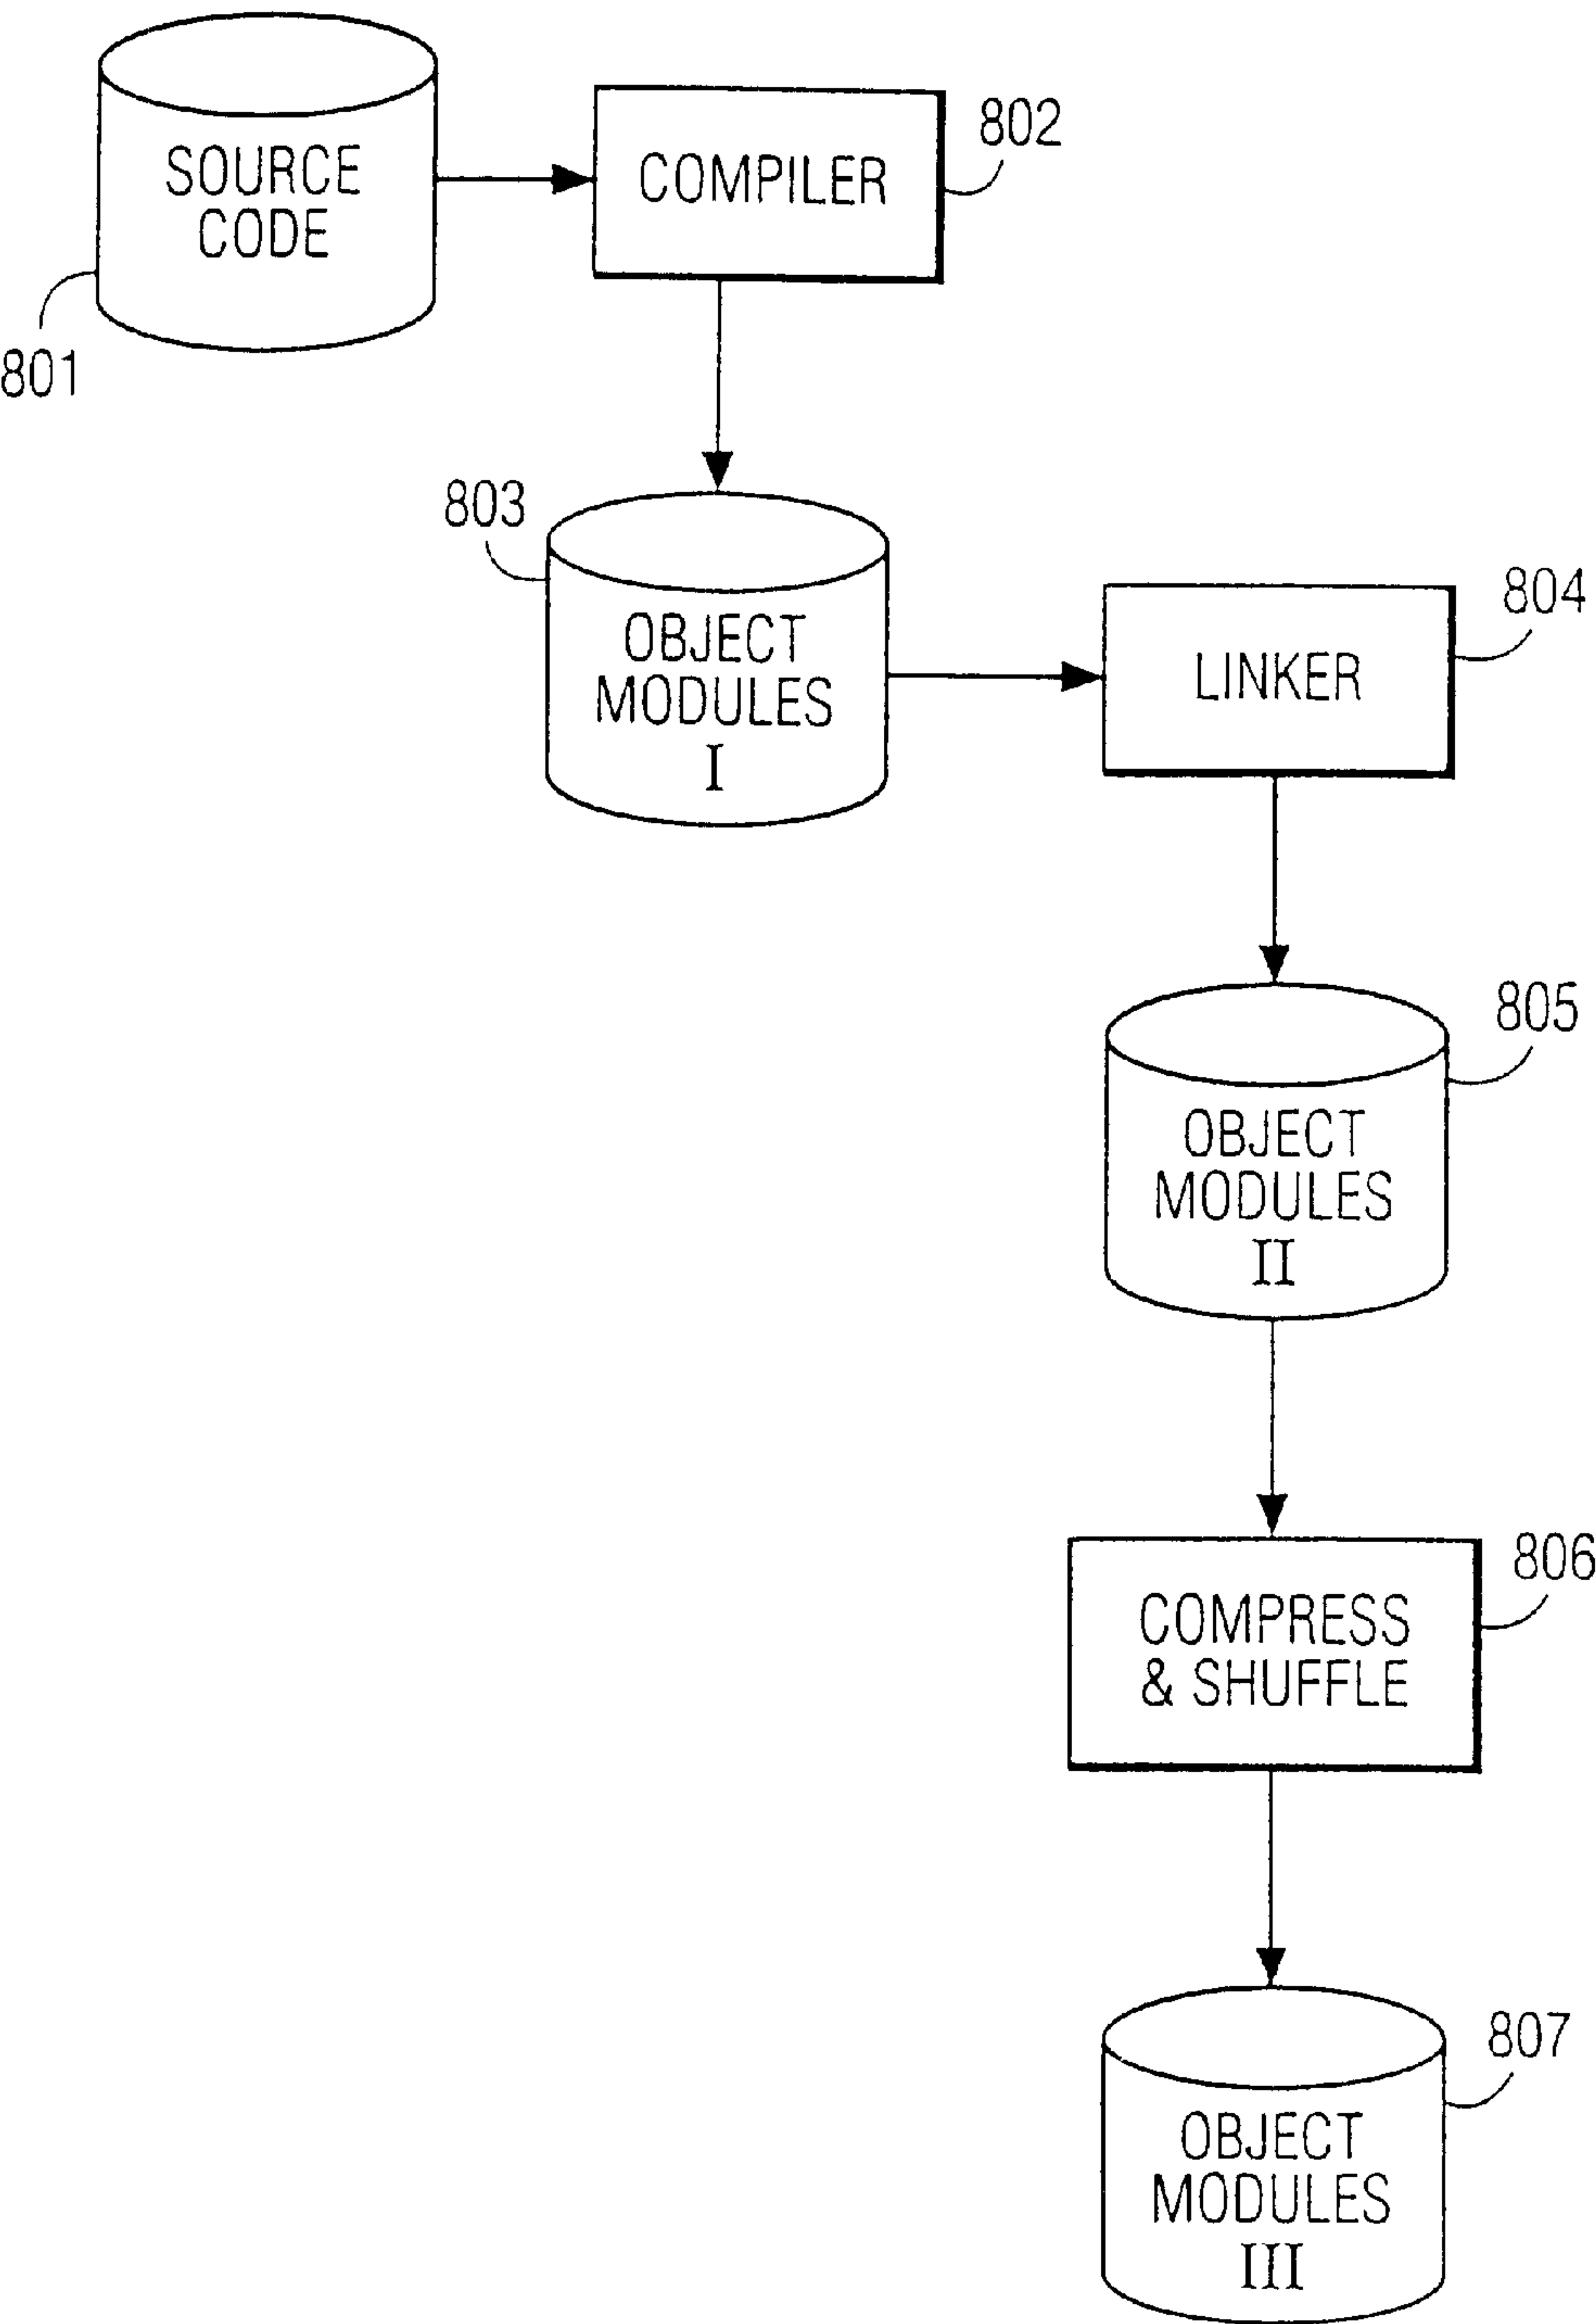 SOURCE
CODE
801
COMPILER
802
803
OBJECT
MODULES
I
LINKER
804
805
OBJECT
MODULES
II
COMPRESS
& SHUFFLE
806
807
OBJECT
MODULES
III